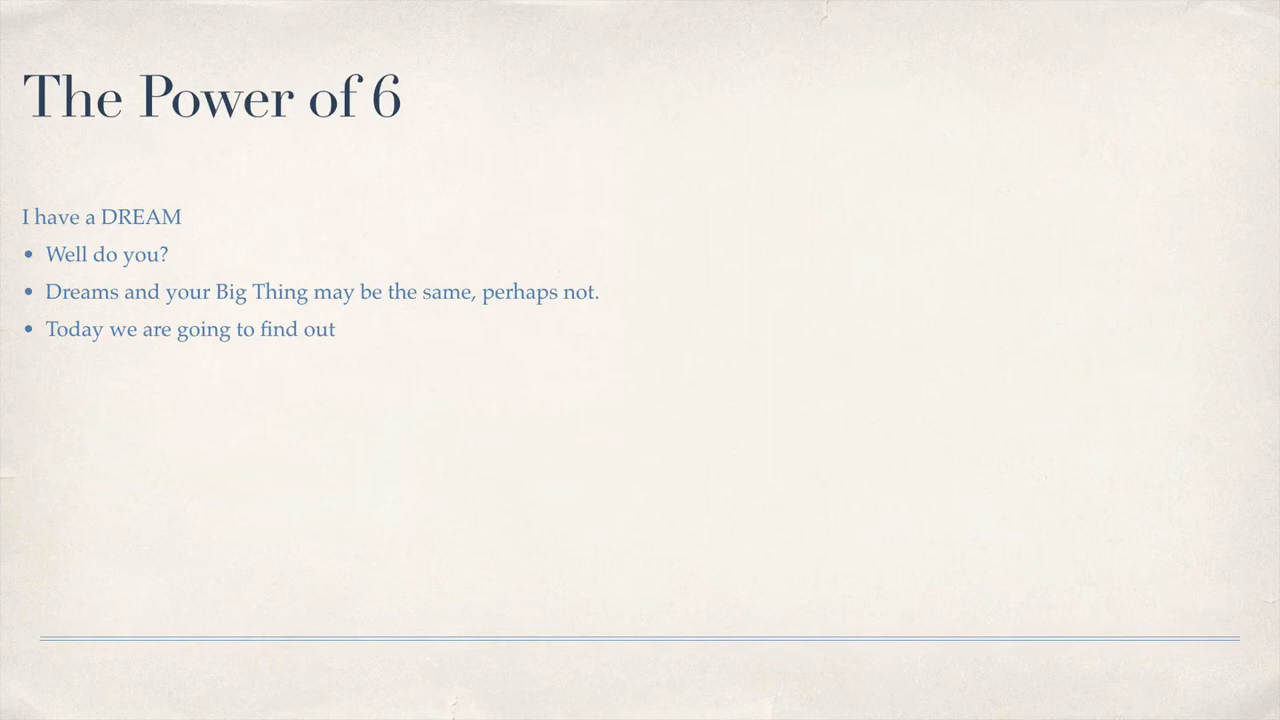 The Power of 6
I have a DREAM
• Well do you?
• Dreams and your Big Thing may be the same, perhaps not.
• Today we are going to find out